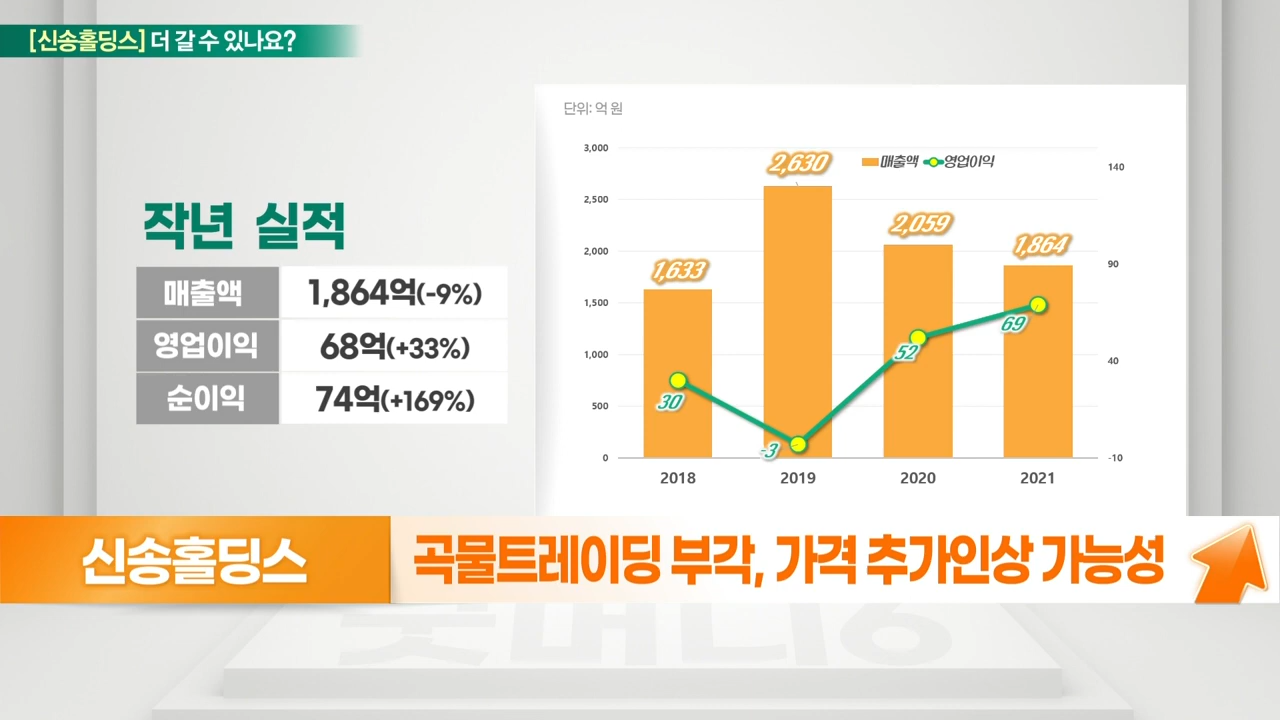 [신송홀딩스] 더 갈 수 있나요?
작년 실적
매출액 1,864억(-9%)
영업이익 68억(+33%)
순이익 74억(+169%)
단위: 억 원
매출액 영업이익
3,000
2,500
2,000
1,500
1,000
500
0
140
90
40
-10
1,633
2,630
2,059
1,864
30
-3
52
69
2018 2019 2020 2021
신송홀딩스
곡물트레이딩 부각, 가격 추가인상 가능성
굿머니6